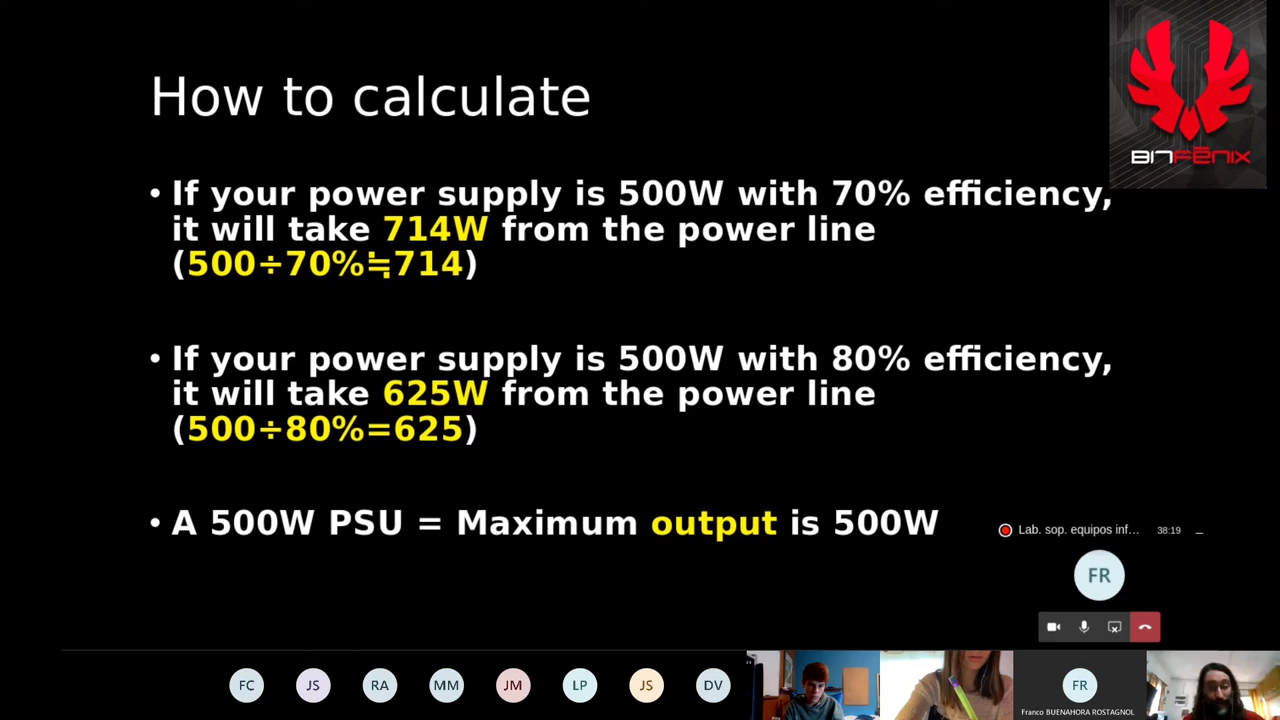 How to calculate
BITFĒNIX
• If your power supply is 500W with 70% efficiency,
it will take 714W from the power line
(500÷70%≒714)
• If your power supply is 500W with 80% efficiency,
it will take 625W from the power line
(500÷80%=625)
• A 500W PSU = Maximum output is 500W
Lab. sop. equipos inf... 38:19
FR
FC JS RA MM JM LP JS DV FR
Franco BUENAHORA ROSTAGNOL